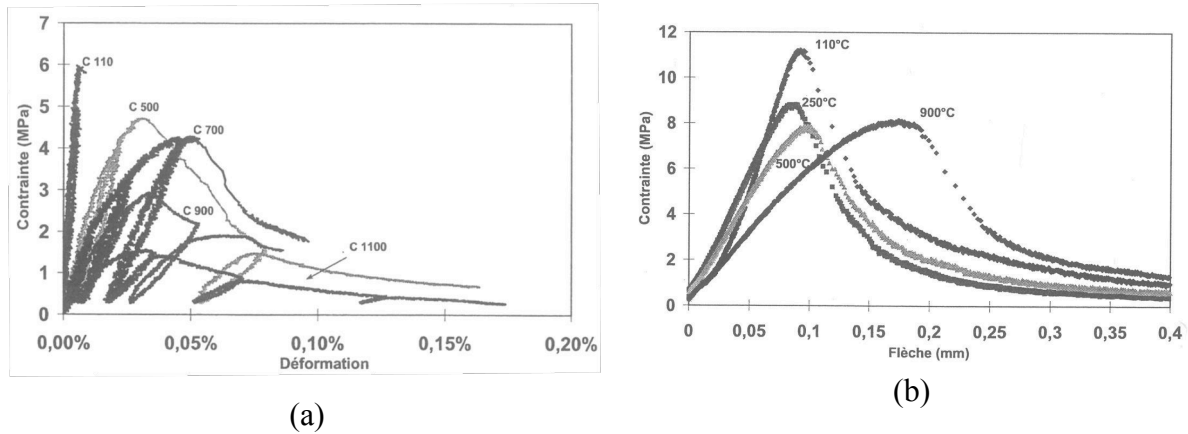 7
6
5
4
3
2
1
0
Contrainte (MPa)
C 110
C 500
C 700
C 900
C 1100
0,00%
0,05%
0,10%
0,15%
0,20%
Déformation
(a)
12
10
8
6
4
2
0
Contrainte (MPa)
110°C
250°C
900°C
500°C
0
0,05
0,1
0,15
0,2
0,25
0,3
0,35
0,4
Flèche (mm)
(b)